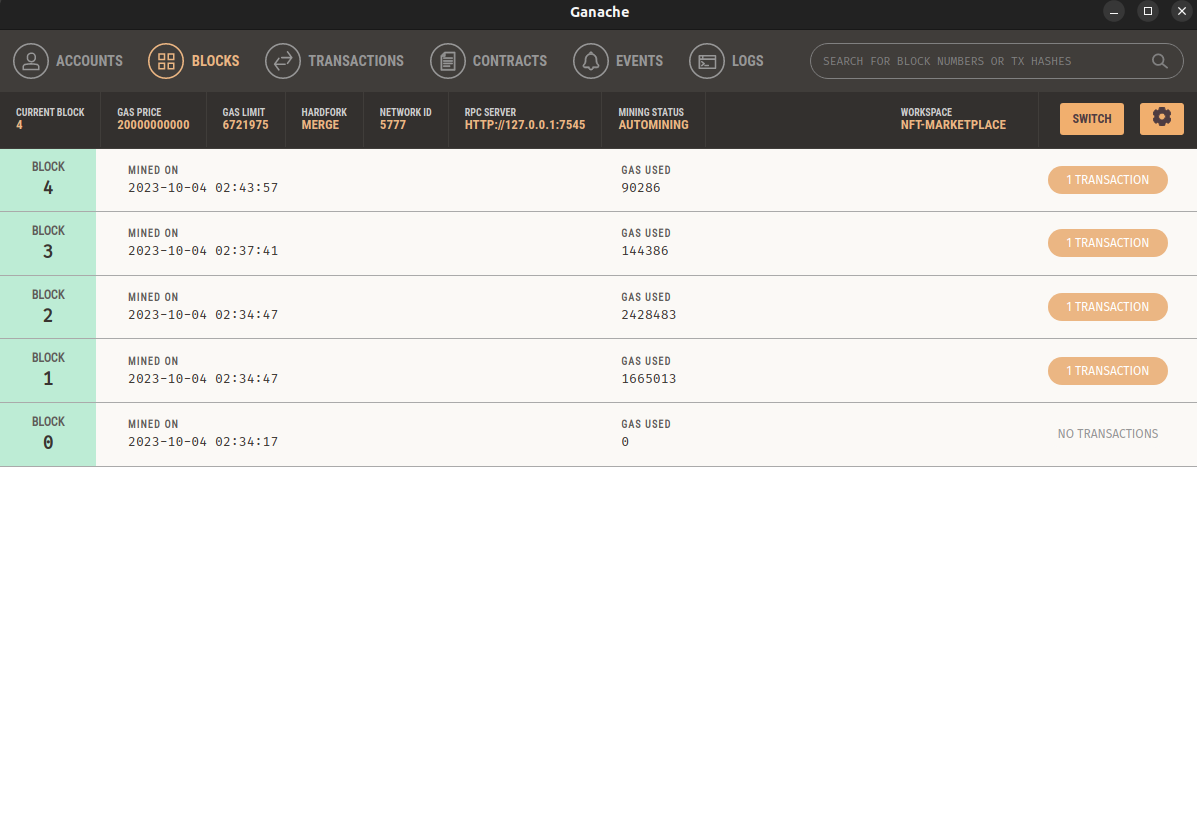 Ganache
ACCOUNTS BLOCKS TRANSACTIONS CONTRACTS EVENTS LOGS SEARCH FOR BLOCK NUMBERS OR TX HASHES
CURRENT BLOCK GAS PRICE GAS LIMIT HARDFORK NETWORK ID RPC SERVER MINING STATUS WORKSPACE
4 20000000000 6721975 MERGE 5777 HTTP://127.0.0.1:7545 AUTOMINING NFT-MARKETPLACE SWITCH
BLOCK MINED ON GAS USED
4 2023-10-04 02:43:57 90286 1 TRANSACTION
BLOCK MINED ON GAS USED
3 2023-10-04 02:37:41 144386 1 TRANSACTION
BLOCK MINED ON GAS USED
2 2023-10-04 02:34:47 2428483 1 TRANSACTION
BLOCK MINED ON GAS USED
1 2023-10-04 02:34:47 1665013 1 TRANSACTION
BLOCK MINED ON GAS USED
0 2023-10-04 02:34:17 0 NO TRANSACTIONS